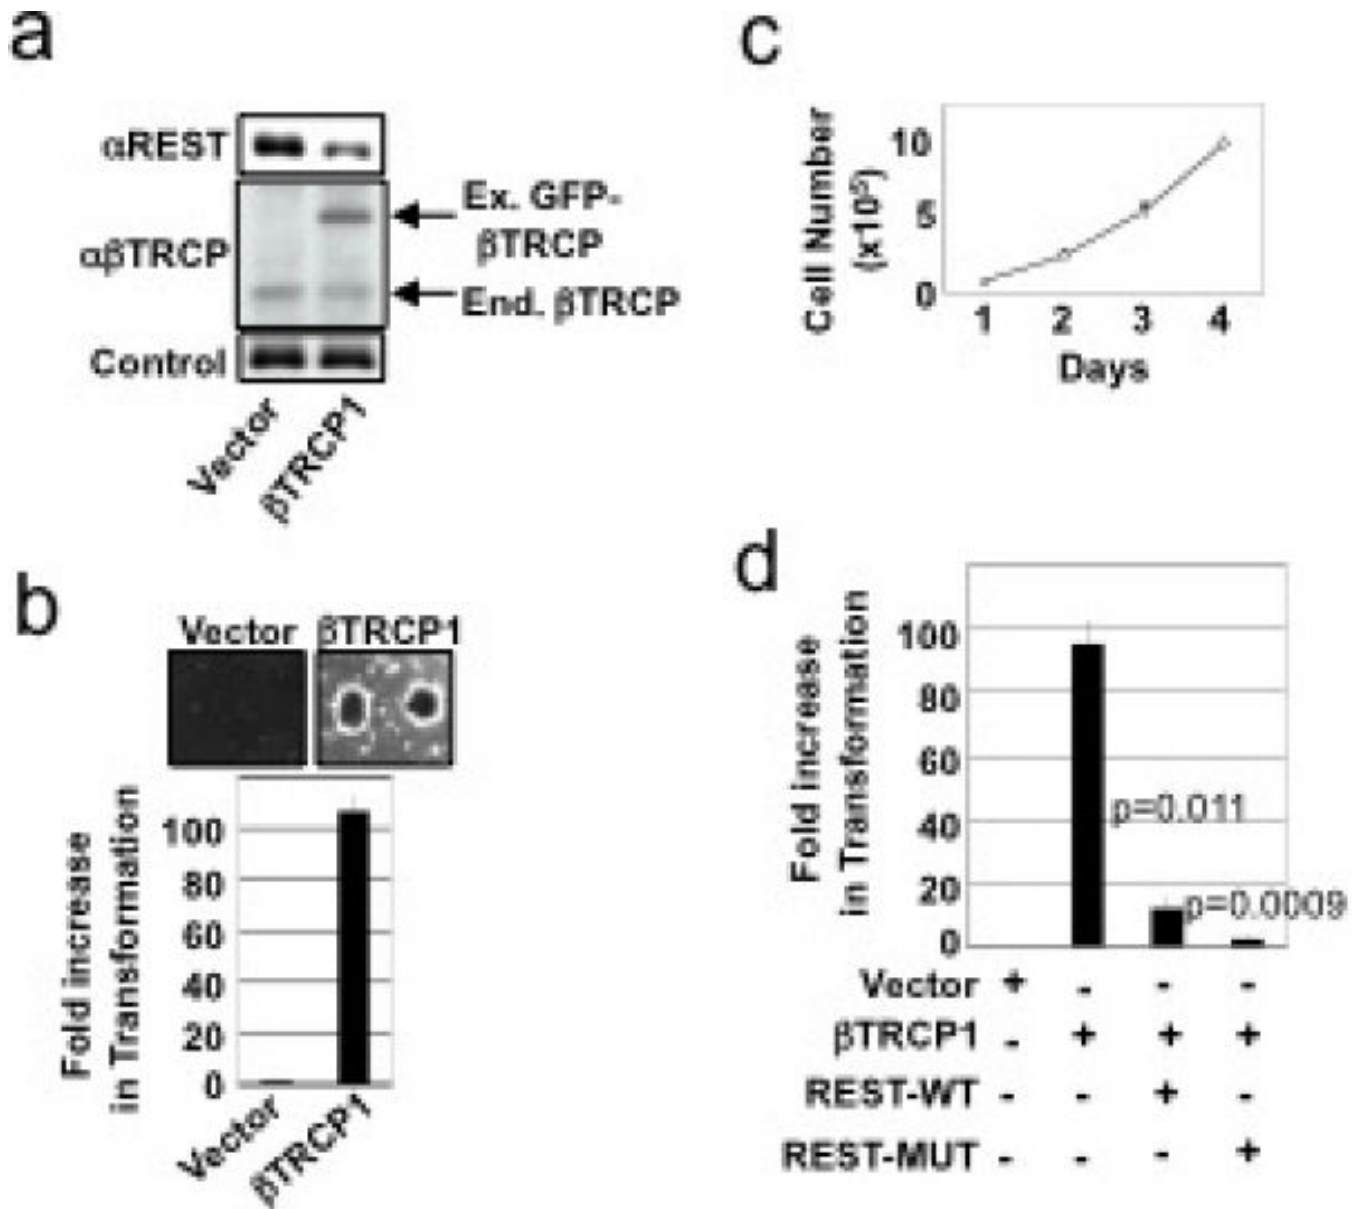 a
αREST
αβTRCP
Control
Ex. GFP-
βTRCP
End. βTRCP
Vector
βTRCP1
b
Vector
βTRCP1
Fold increase
in Transformation
100
80
60
40
20
0
Vector
βTRCP1
c
Cell Number
(x10⁵)
10
5
0
1 2 3 4
Days
d
Fold increase
in Transformation
100
80
60
40
20
0
p=0.011
p=0.0009
Vector + - - -
βTRCP1 - + + +
REST-WT - - + -
REST-MUT - - - +